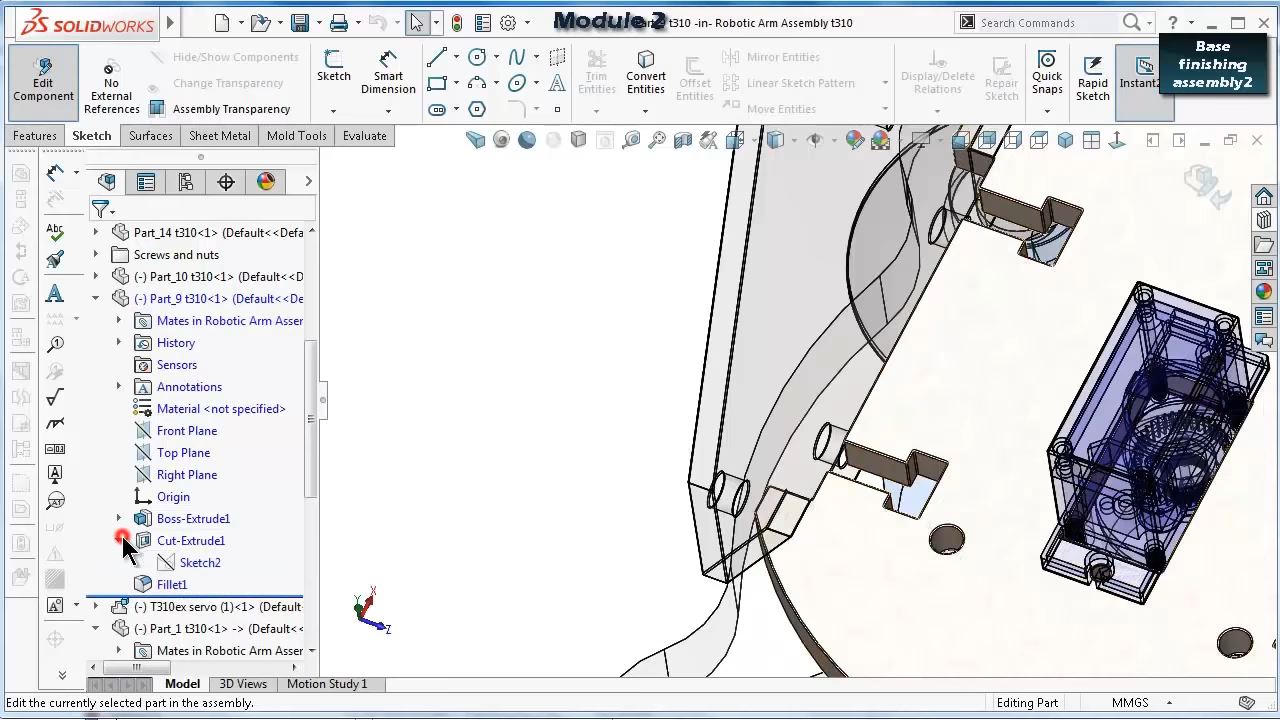 SOLIDWORKS
Module 2
t310 -in- Robotic Arm Assembly t310
Search Commands
Base
finishing
assembly2
Edit
Component
No
External
References
Hide/Show Components
Change Transparency
Assembly Transparency
Sketch
Smart
Dimension
Trim
Entities
Convert
Entities
Offset
Entities
Mirror Entities
Linear Sketch Pattern
Move Entities
Display/Delete
Relations
Repair
Sketch
Quick
Snaps
Rapid
Sketch
Instant2
Features
Sketch
Surfaces
Sheet Metal
Mold Tools
Evaluate
Part_14 t310<1> (Default<<Defa
Screws and nuts
(-) Part_10 t310<1> (Default<<D
(-) Part_9 t310<1> (Default<<De
Mates in Robotic Arm Asser
History
Sensors
Annotations
Material <not specified>
Front Plane
Top Plane
Right Plane
Origin
Boss-Extrude1
Cut-Extrude1
Sketch2
Fillet1
(-) T310ex servo (1)<1> (Default
(-) Part_1 t310<1> -> (Default<<
Mates in Robotic Arm Asser
X
Y
Z
Model
3D Views
Motion Study 1
Edit the currently selected part in the assembly.
Editing Part
MMGS